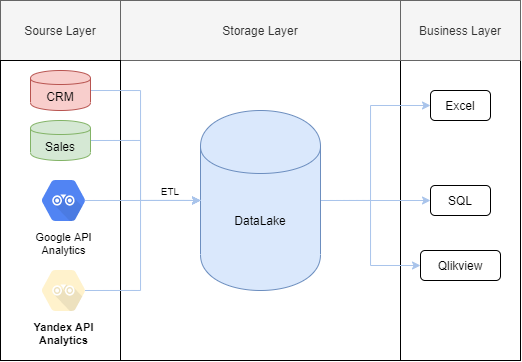 Sourse Layer
Storage Layer
Business Layer
CRM
Sales
Google API
Analytics
Yandex API
Analytics
ETL
DataLake
Excel
SQL
Qlikview